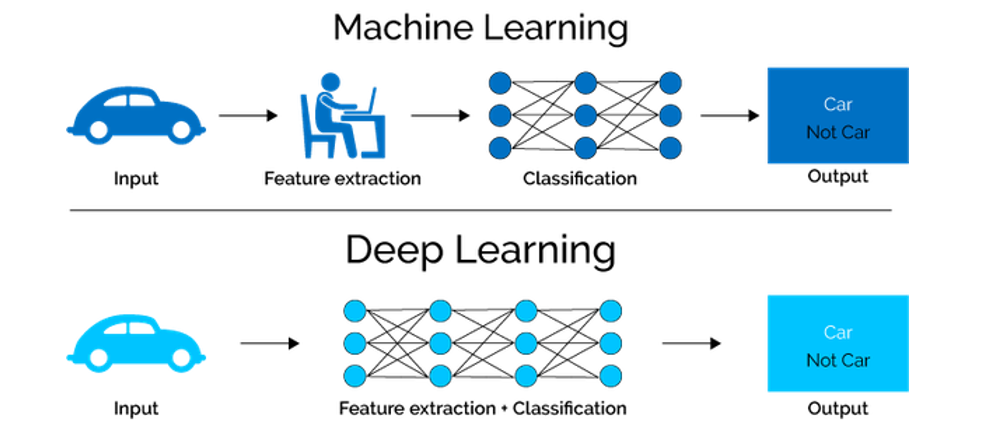 Machine Learning
Car
Not Car
Input
Feature extraction
Classification
Output
Deep Learning
Car
Not Car
Input
Feature extraction + Classification
Output